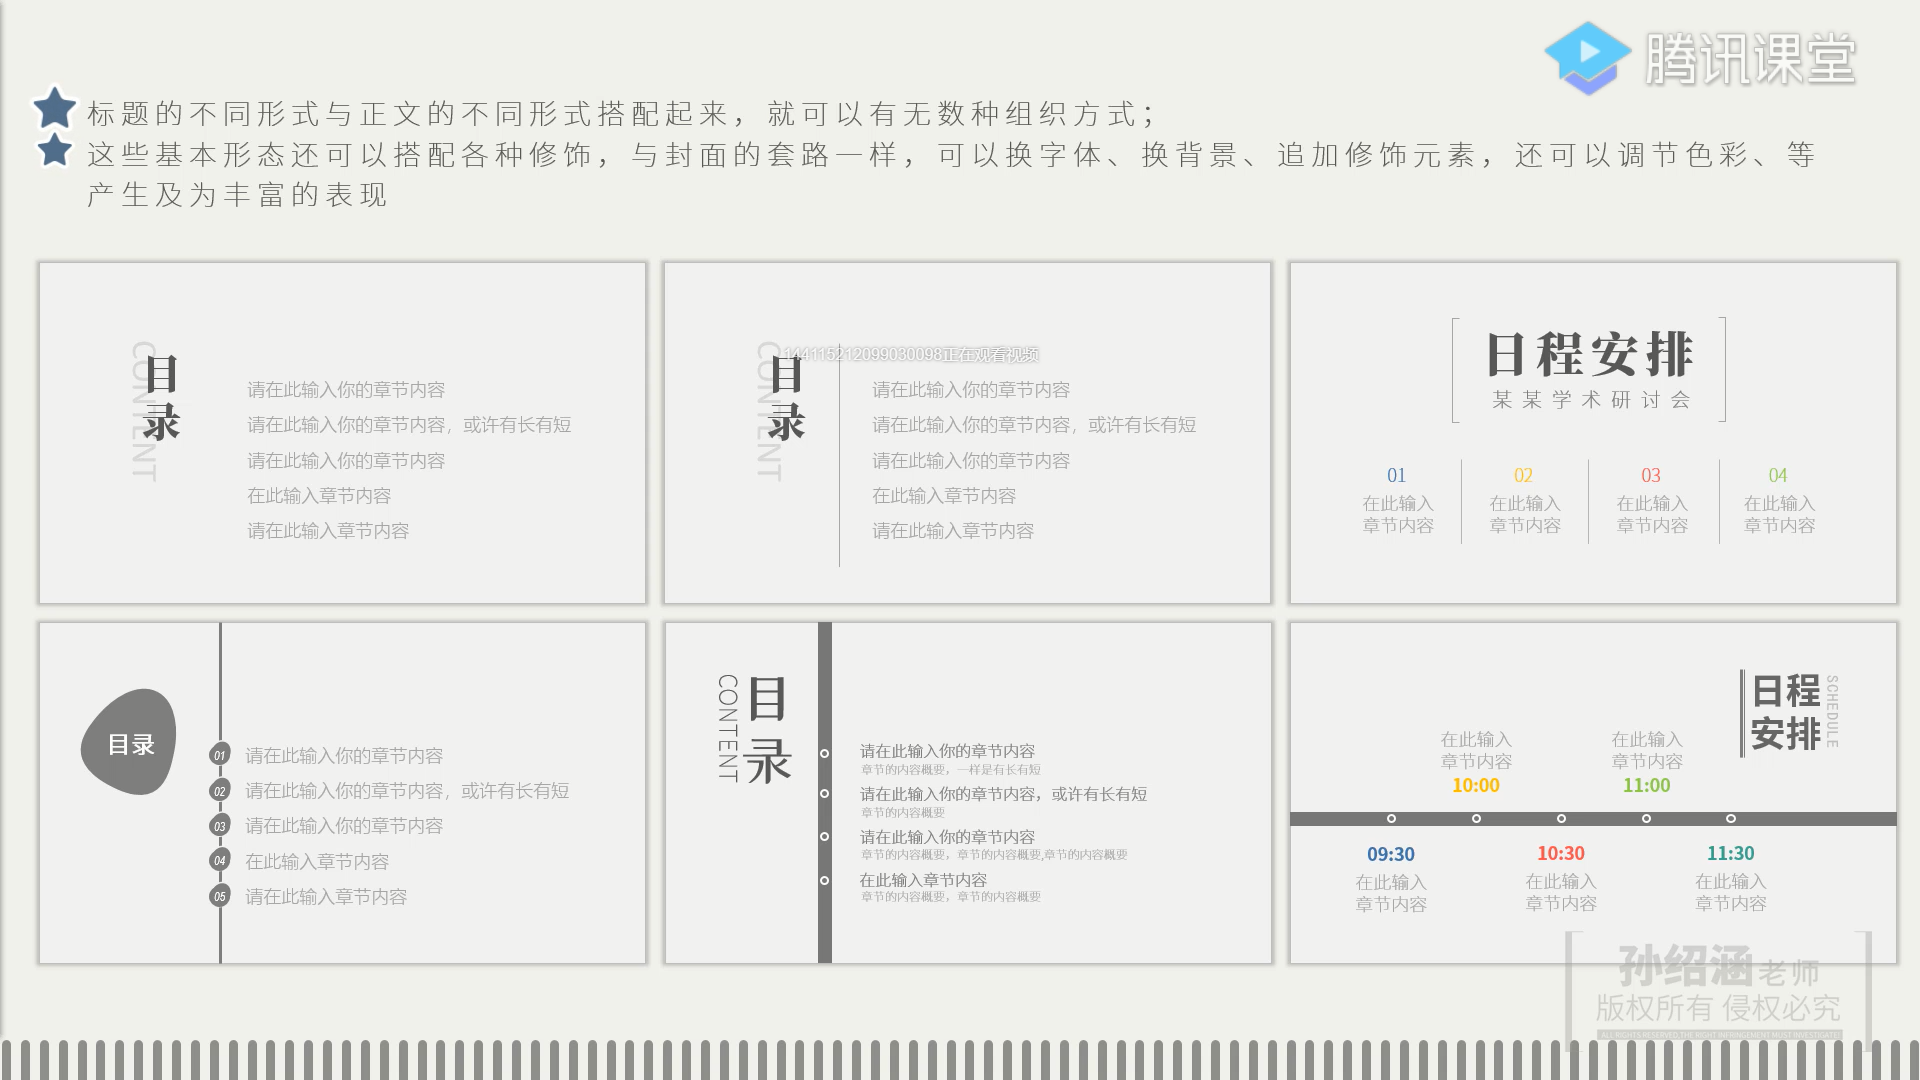 腾讯课堂
标题的不同形式与正文的不同形式搭配起来，就可以有无数种组织方式；
这些基本形态还可以搭配各种修饰，与封面的套路一样，可以换字体、换背景、追加修饰元素，还可以调节色彩、等
产生及为丰富的表现
CONTENT
目录
请在此输入你的章节内容
请在此输入你的章节内容，或许有长有短
请在此输入你的章节内容
在此输入章节内容
请在此输入章节内容
144115212099030098正在观看视频
CONTENT
目录
请在此输入你的章节内容
请在此输入你的章节内容，或许有长有短
请在此输入你的章节内容
在此输入章节内容
请在此输入章节内容
日程安排
某某学术研讨会
01 02 03 04
在此输入 在此输入 在此输入 在此输入
章节内容 章节内容 章节内容 章节内容
目录
01 请在此输入你的章节内容
02 请在此输入你的章节内容，或许有长有短
03 请在此输入你的章节内容
04 在此输入章节内容
05 请在此输入章节内容
CONTENT
目录
请在此输入你的章节内容
章节的内容概要，一样是有长有短
请在此输入你的章节内容，或许有长有短
章节的内容概要
请在此输入你的章节内容
章节的内容概要，章节的内容概要,章节的内容概要
在此输入章节内容
章节的内容概要，章节的内容概要
日程
安排
SCHEDULE
在此输入 在此输入
章节内容 章节内容
10:00 11:00
09:30 10:30 11:30
在此输入 在此输入 在此输入
章节内容 章节内容 章节内容
孙绍涵老师
版权所有 侵权必究
ALL RIGHTS RESERVED THE RIGHT INFRINGEMENT MUST INVESTIGATE